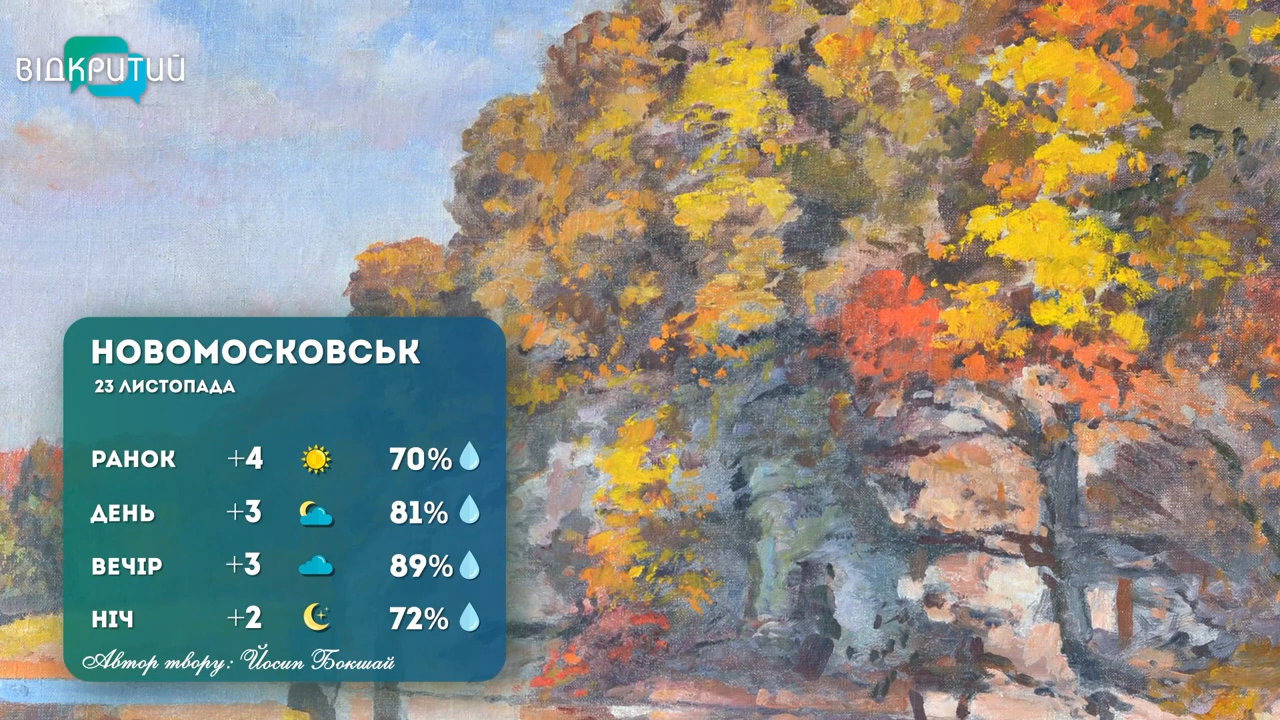 ВІДКРИТИЙ
НОВОМОСКОВСЬК
23 ЛИСТОПАДА
РАНОК +4 70%
ДЕНЬ +3 81%
ВЕЧІР +3 89%
НІЧ +2 72%
Автор твору: Йосип Бокшай